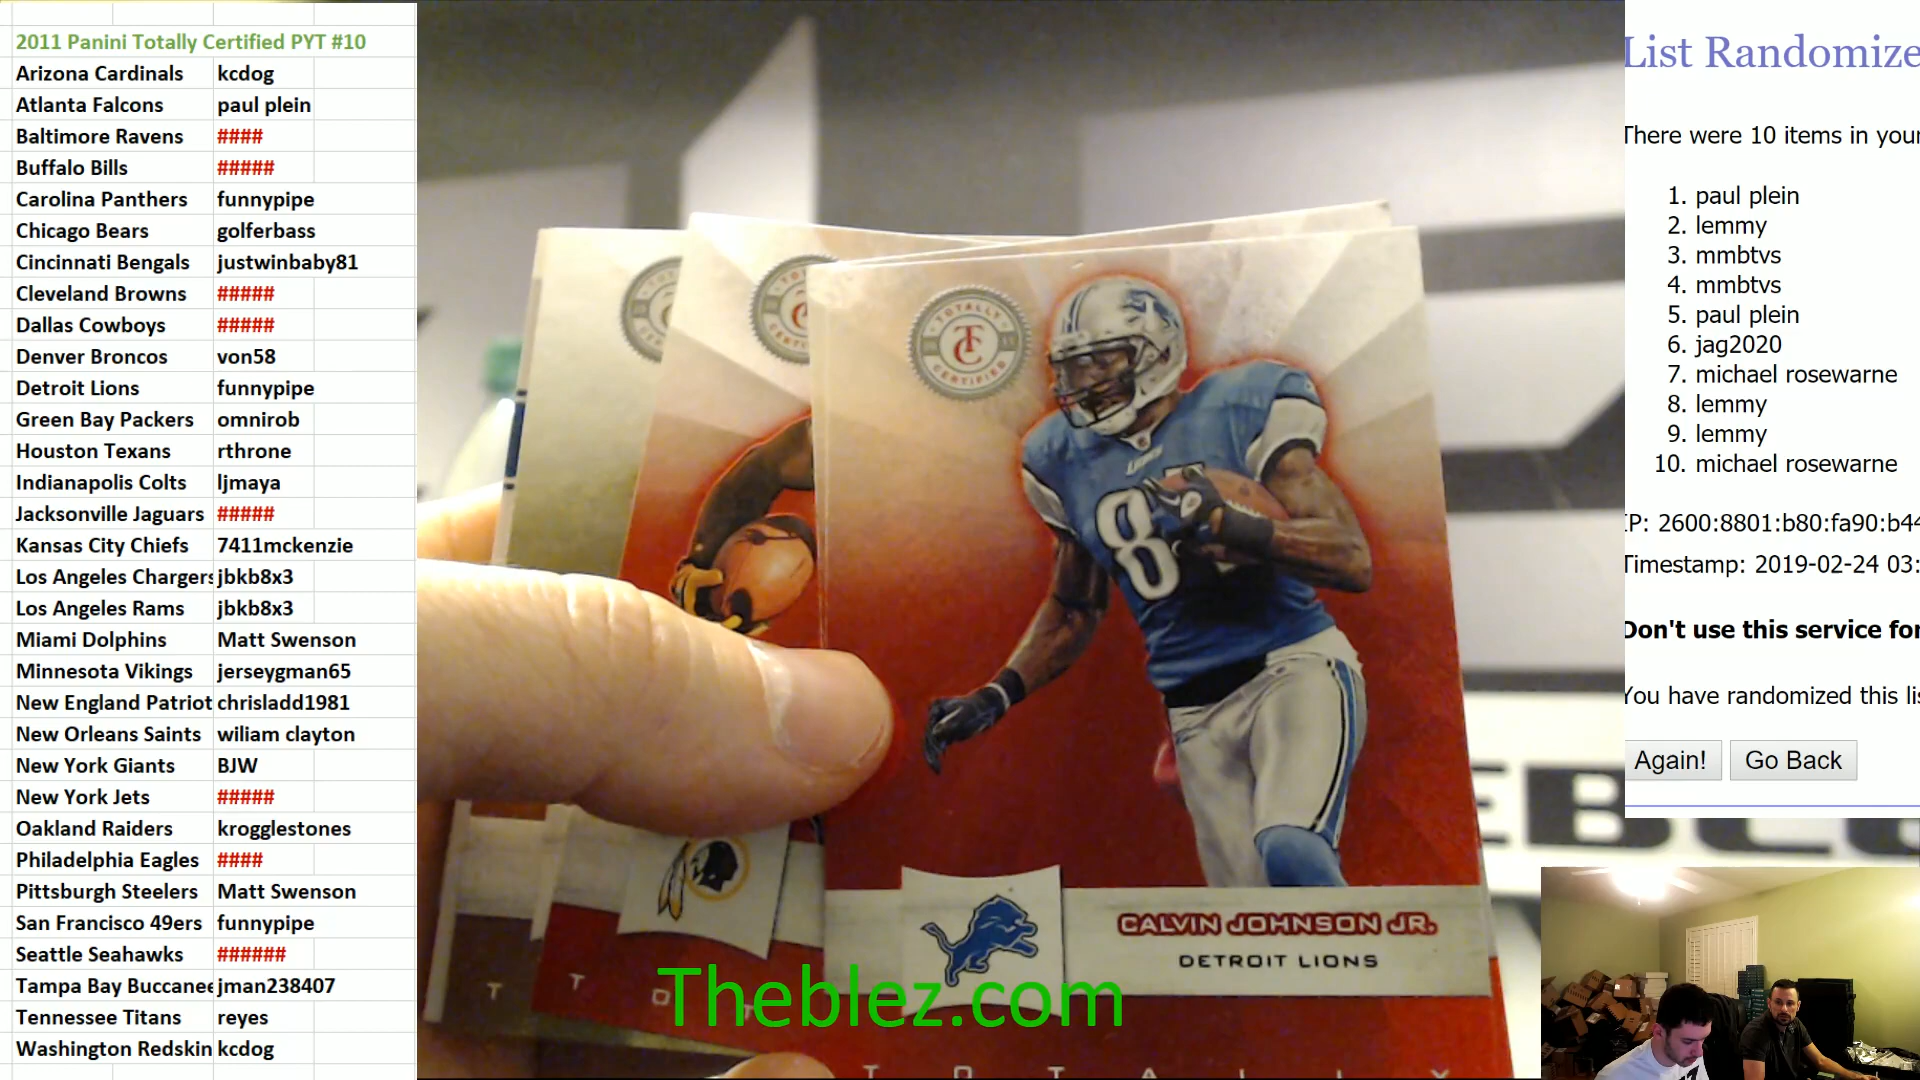 2011 Panini Totally Certified PYT #10
Arizona Cardinals kcdog
Atlanta Falcons paul plein
Baltimore Ravens ####
Buffalo Bills #####
Carolina Panthers funnypipe
Chicago Bears golferbass
Cincinnati Bengals justwinbaby81
Cleveland Browns #####
Dallas Cowboys #####
Denver Broncos von58
Detroit Lions funnypipe
Green Bay Packers omnirob
Houston Texans rthrone
Indianapolis Colts ljmaya
Jacksonville Jaguars #####
Kansas City Chiefs 7411mckenzie
Los Angeles Chargers jbkb8x3
Los Angeles Rams jbkb8x3
Miami Dolphins Matt Swenson
Minnesota Vikings jerseygman65
New England Patriot chrisladd1981
New Orleans Saints wiliam clayton
New York Giants BJW
New York Jets #####
Oakland Raiders krogglestones
Philadelphia Eagles ####
Pittsburgh Steelers Matt Swenson
San Francisco 49ers funnypipe
Seattle Seahawks ######
Tampa Bay Buccanee jman238407
Tennessee Titans reyes
Washington Redskin kcdog
TOTALLY
TC
CERTIFIED
LIONS
8
CALVIN JOHNSON JR.
DETROIT LIONS
TOTALLY
Theblez.com
List Randomize
There were 10 items in your
1. paul plein
2. lemmy
3. mmbtvs
4. mmbtvs
5. paul plein
6. jag2020
7. michael rosewarne
8. lemmy
9. lemmy
10. michael rosewarne
IP: 2600:8801:b80:fa90:b44
Timestamp: 2019-02-24 03:
Don't use this service for
You have randomized this lis
Again! Go Back